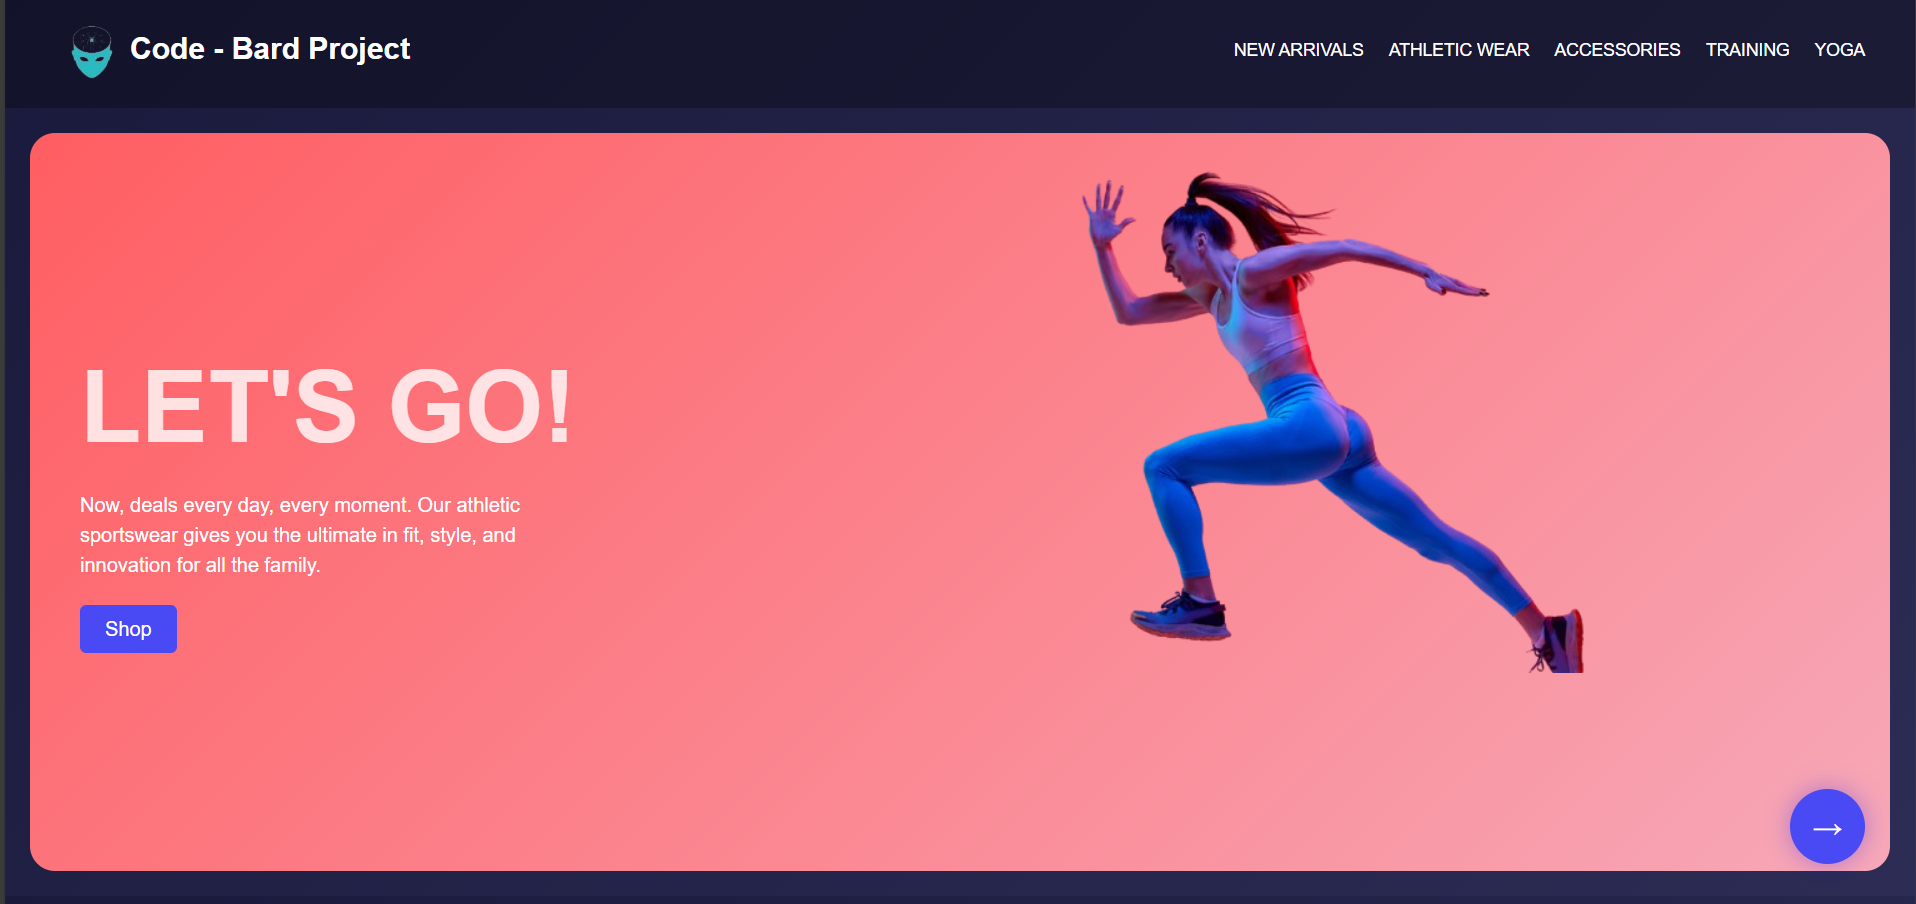 Code - Bard Project
NEW ARRIVALS ATHLETIC WEAR ACCESSORIES TRAINING YOGA
LET'S GO!
Now, deals every day, every moment. Our athletic
sportswear gives you the ultimate in fit, style, and
innovation for all the family.
Shop
→